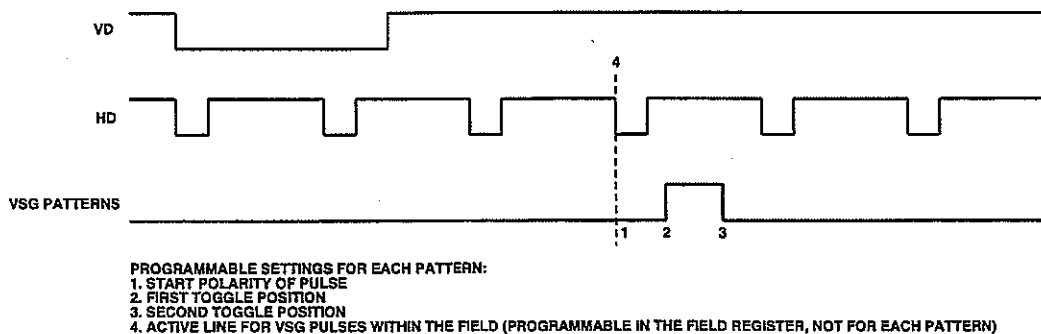 VD
4
HD
VSG PATTERNS
1 2 3
PROGRAMMABLE SETTINGS FOR EACH PATTERN:
1. START POLARITY OF PULSE
2. FIRST TOGGLE POSITION
3. SECOND TOGGLE POSITION
4. ACTIVE LINE FOR VSG PULSES WITHIN THE FIELD (PROGRAMMABLE IN THE FIELD REGISTER, NOT FOR EACH PATTERN)